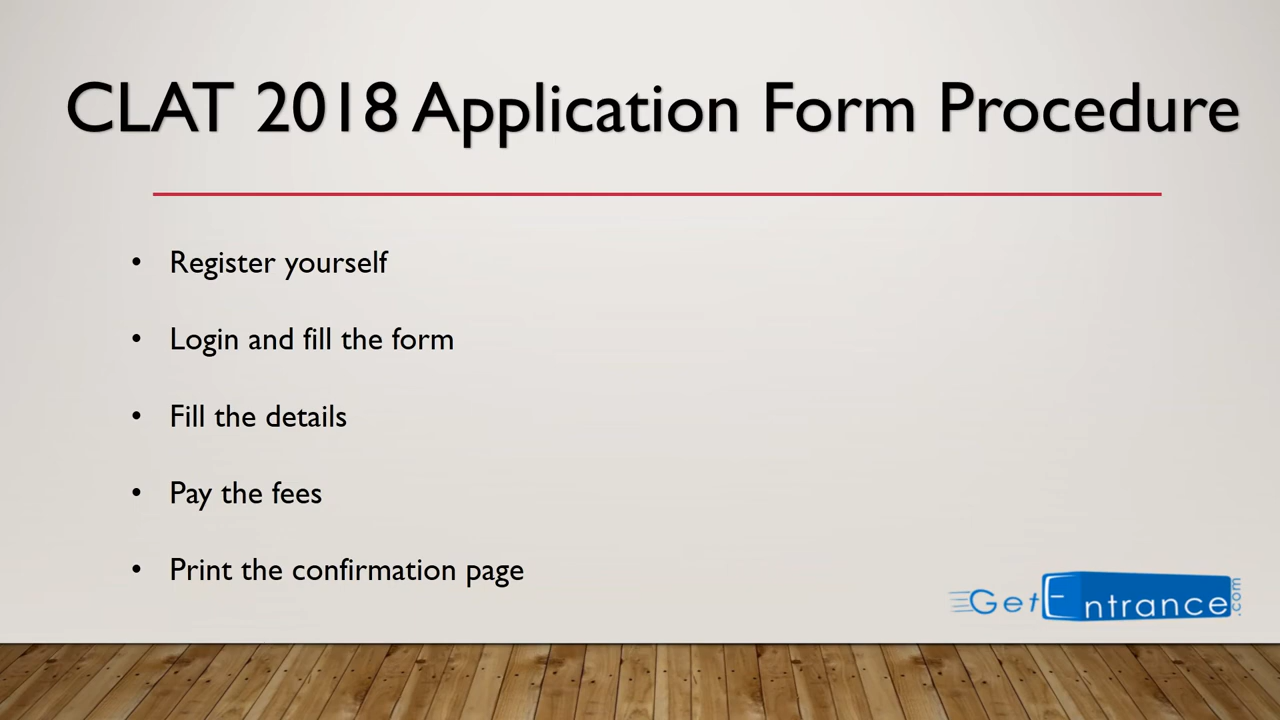 CLAT 2018 Application Form Procedure
• Register yourself
• Login and fill the form
• Fill the details
• Pay the fees
• Print the confirmation page
GetEntrance.com